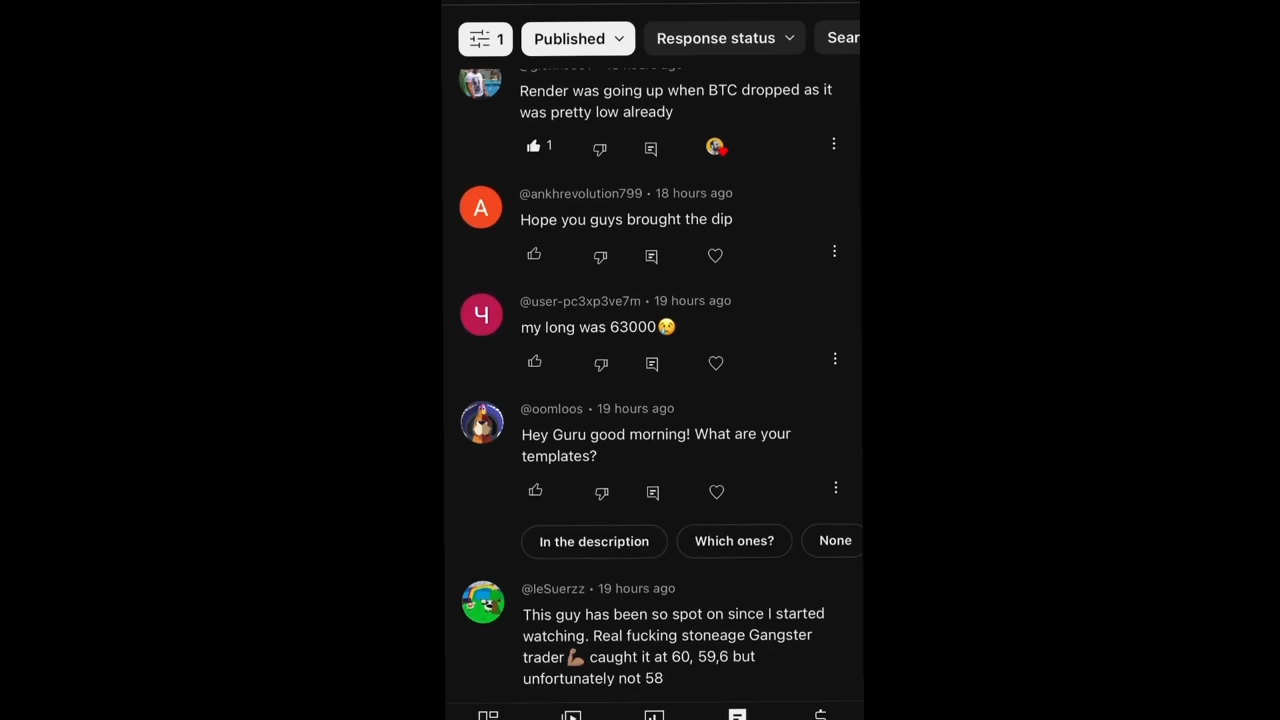 1
Published
Response status
Sear
Render was going up when BTC dropped as it
was pretty low already
1
A
@ankhrevolution799 • 18 hours ago
Hope you guys brought the dip
Ч
@user-pc3xp3ve7m • 19 hours ago
my long was 63000😢
@oomloos • 19 hours ago
Hey Guru good morning! What are your
templates?
In the description
Which ones?
None
@leSuerzz • 19 hours ago
This guy has been so spot on since I started
watching. Real fucking stoneage Gangster
trader💪🏽 caught it at 60, 59,6 but
unfortunately not 58